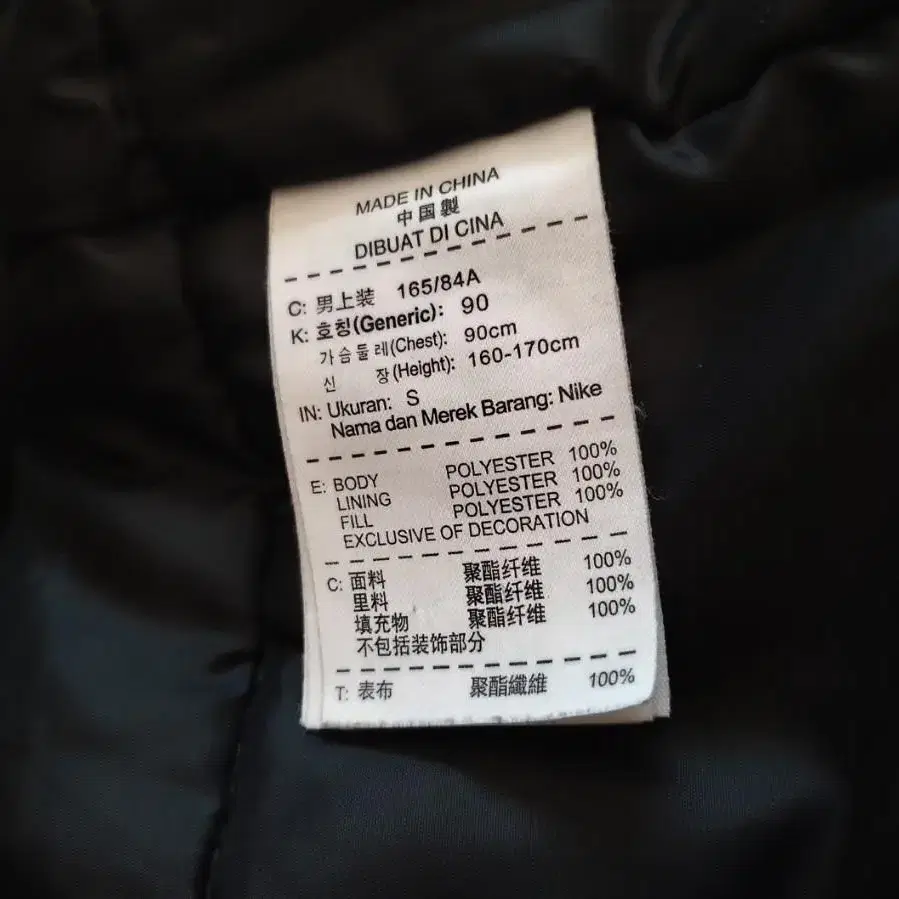 MADE IN CHINA
中国製
DIBUAT DI CINA
C: 男上装 165/84A
K: 호칭(Generic): 90
가슴둘레(Chest): 90cm
신 장(Height): 160-170cm
IN: Ukuran: S
Nama dan Merek Barang: Nike
E: BODY POLYESTER 100%
LINING POLYESTER 100%
FILL POLYESTER 100%
EXCLUSIVE OF DECORATION
C: 面料 聚酯纤维 100%
里料 聚酯纤维 100%
填充物 聚酯纤维 100%
不包括装饰部分
T: 表布 聚酯纖維 100%